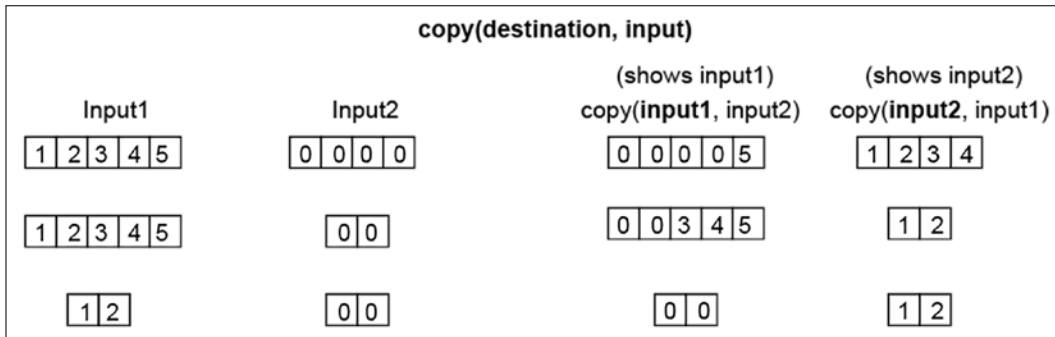 copy(destination, input)
(shows input1) (shows input2)
Input1 Input2 copy(input1, input2) copy(input2, input1)
1 2 3 4 5 0 0 0 0 0 0 0 0 5 1 2 3 4
1 2 3 4 5 0 0 0 0 3 4 5 1 2
1 2 0 0 0 0 1 2